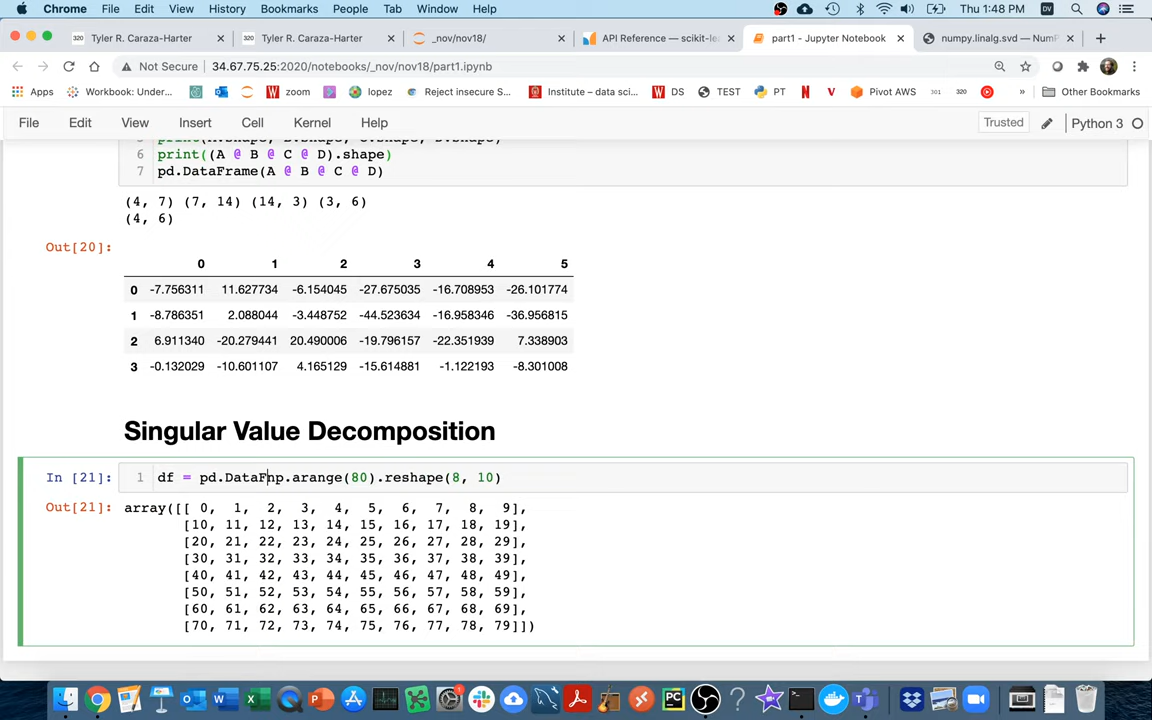 Chrome File Edit View History Bookmarks People Tab Window Help Thu 1:48 PM
Tyler R. Caraza-Harter Tyler R. Caraza-Harter _nov/nov18/ API Reference — scikit-le part1 - Jupyter Notebook numpy.linalg.svd — NumP
Not Secure 34.67.75.25:2020/notebooks/_nov/nov18/part1.ipynb
Apps Workbook: Under... zoom lopez Reject insecure S... Institute – data sci... DS TEST PT Pivot AWS 301 320 » Other Bookmarks
File Edit View Insert Cell Kernel Help Trusted Python 3
6 print((A @ B @ C @ D).shape)
7 pd.DataFrame(A @ B @ C @ D)
(4, 7) (7, 14) (14, 3) (3, 6)
(4, 6)
Out[20]:
0 1 2 3 4 5
0 -7.756311 11.627734 -6.154045 -27.675035 -16.708953 -26.101774
1 -8.786351 2.088044 -3.448752 -44.523634 -16.958346 -36.956815
2 6.911340 -20.279441 20.490006 -19.796157 -22.351939 7.338903
3 -0.132029 -10.601107 4.165129 -15.614881 -1.122193 -8.301008
Singular Value Decomposition
In [21]: 1 df = pd.DataFnp.arange(80).reshape(8, 10)
Out[21]: array([[ 0, 1, 2, 3, 4, 5, 6, 7, 8, 9],
[10, 11, 12, 13, 14, 15, 16, 17, 18, 19],
[20, 21, 22, 23, 24, 25, 26, 27, 28, 29],
[30, 31, 32, 33, 34, 35, 36, 37, 38, 39],
[40, 41, 42, 43, 44, 45, 46, 47, 48, 49],
[50, 51, 52, 53, 54, 55, 56, 57, 58, 59],
[60, 61, 62, 63, 64, 65, 66, 67, 68, 69],
[70, 71, 72, 73, 74, 75, 76, 77, 78, 79]])